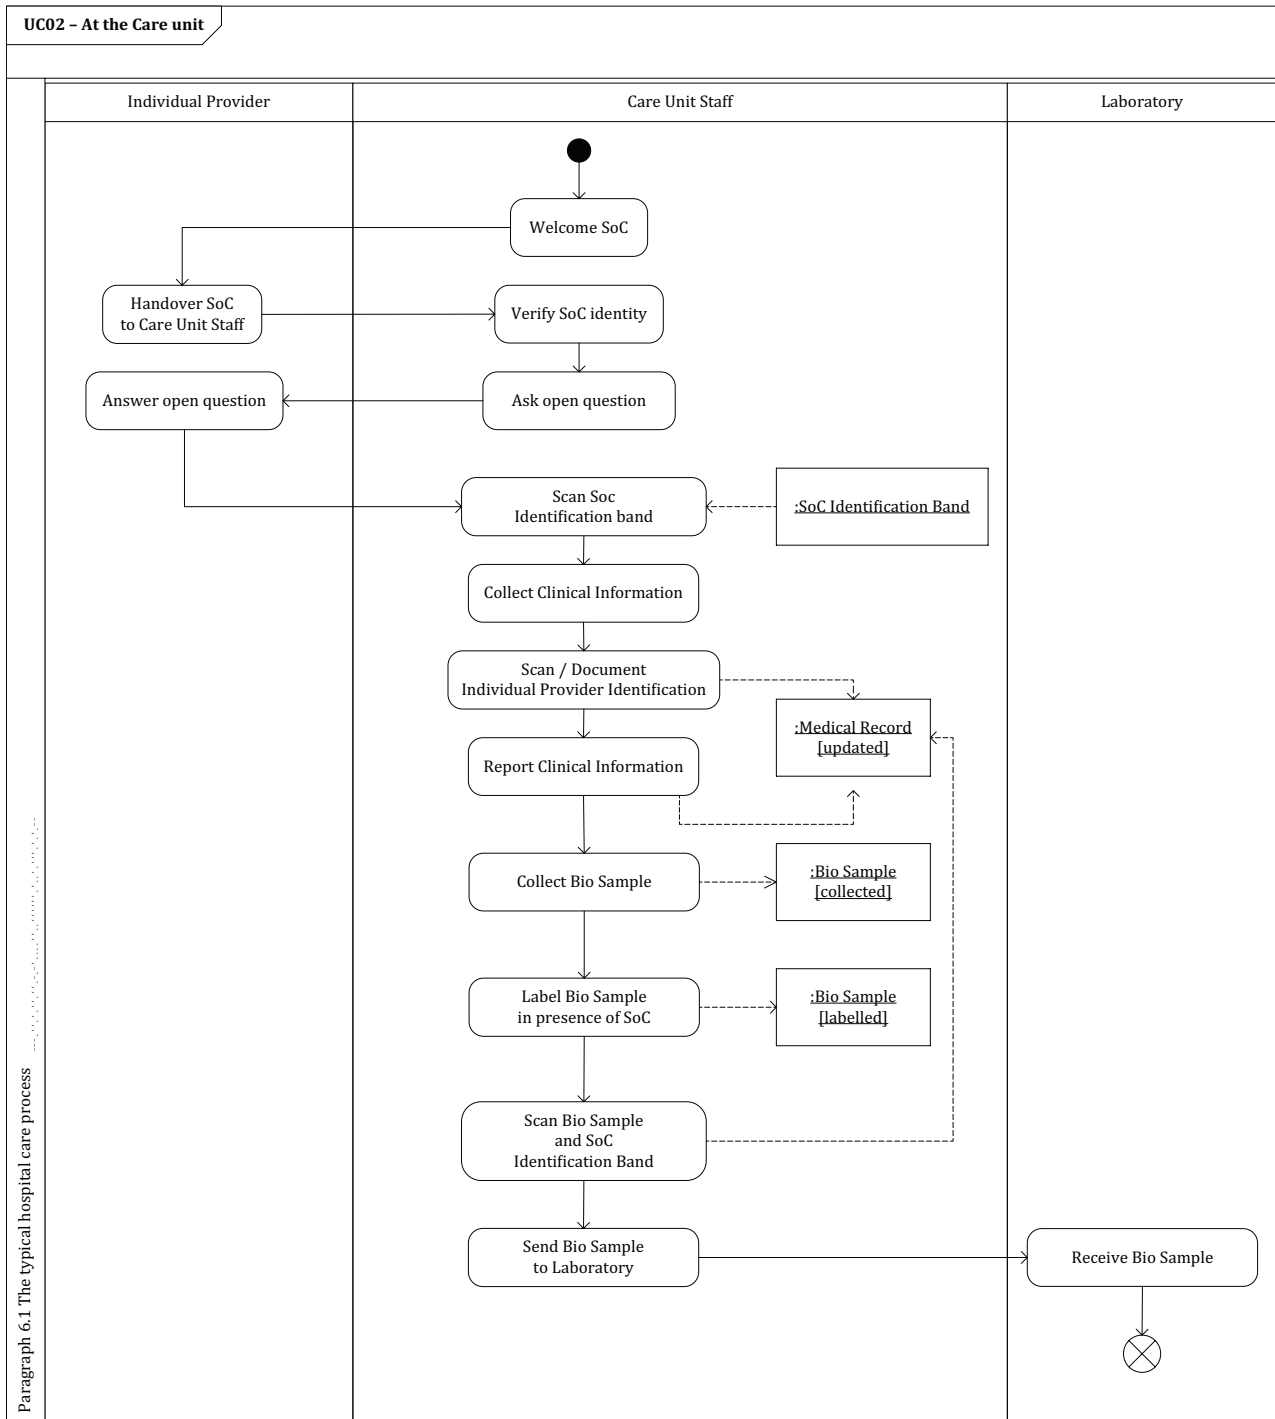 UC02 – At the Care unit
Individual Provider
Care Unit Staff
Laboratory
Welcome SoC
Handover SoC
to Care Unit Staff
Verify SoC identity
Answer open question
Ask open question
Scan Soc
Identification band
:SoC Identification Band
Collect Clinical Information
Scan / Document
Individual Provider Identification
:Medical Record
[updated]
Report Clinical Information
Collect Bio Sample
:Bio Sample
[collected]
Label Bio Sample
in presence of SoC
:Bio Sample
[labelled]
Scan Bio Sample
and SoC
Identification Band
Send Bio Sample
to Laboratory
Receive Bio Sample
Paragraph 6.1 The typical hospital care process